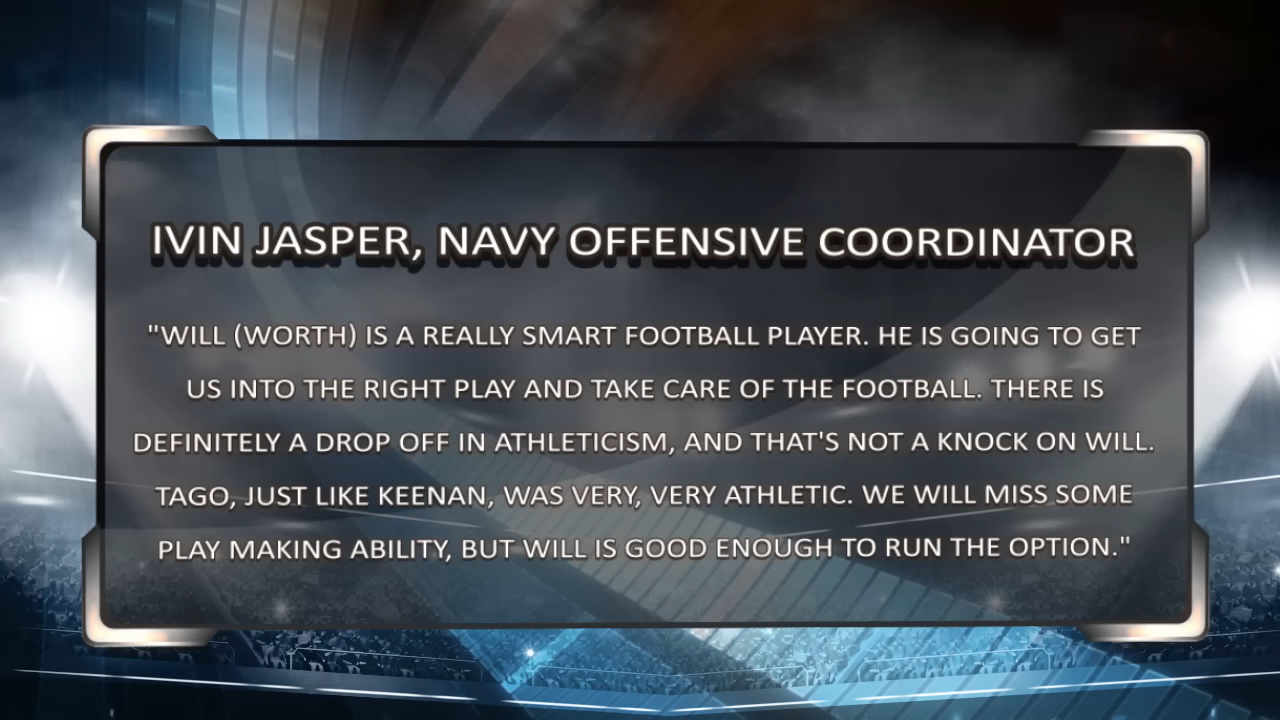 IVIN JASPER, NAVY OFFENSIVE COORDINATOR
"WILL (WORTH) IS A REALLY SMART FOOTBALL PLAYER. HE IS GOING TO GET
US INTO THE RIGHT PLAY AND TAKE CARE OF THE FOOTBALL. THERE IS
DEFINITELY A DROP OFF IN ATHLETICISM, AND THAT'S NOT A KNOCK ON WILL.
TAGO, JUST LIKE KEENAN, WAS VERY, VERY ATHLETIC. WE WILL MISS SOME
PLAY MAKING ABILITY, BUT WILL IS GOOD ENOUGH TO RUN THE OPTION."